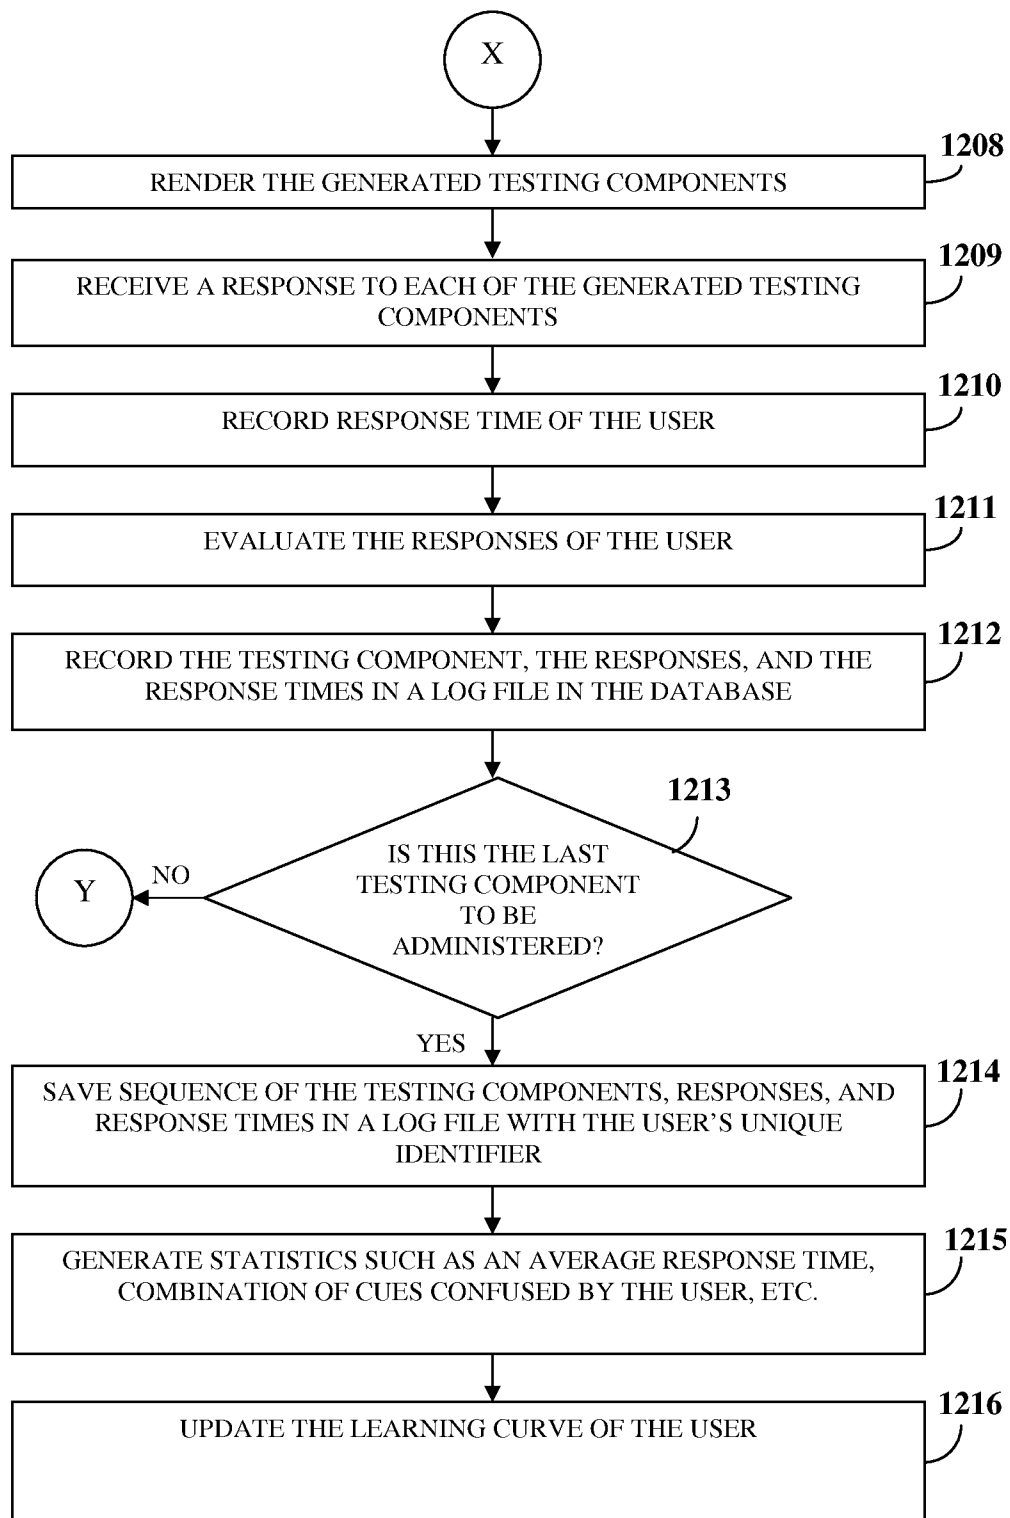 X
1208
RENDER THE GENERATED TESTING COMPONENTS
1209
RECEIVE A RESPONSE TO EACH OF THE GENERATED TESTING
COMPONENTS
1210
RECORD RESPONSE TIME OF THE USER
1211
EVALUATE THE RESPONSES OF THE USER
1212
RECORD THE TESTING COMPONENT, THE RESPONSES, AND THE
RESPONSE TIMES IN A LOG FILE IN THE DATABASE
1213
IS THIS THE LAST
TESTING COMPONENT
TO BE
ADMINISTERED?
NO
Y
YES
1214
SAVE SEQUENCE OF THE TESTING COMPONENTS, RESPONSES, AND
RESPONSE TIMES IN A LOG FILE WITH THE USER’S UNIQUE
IDENTIFIER
1215
GENERATE STATISTICS SUCH AS AN AVERAGE RESPONSE TIME,
COMBINATION OF CUES CONFUSED BY THE USER, ETC.
1216
UPDATE THE LEARNING CURVE OF THE USER